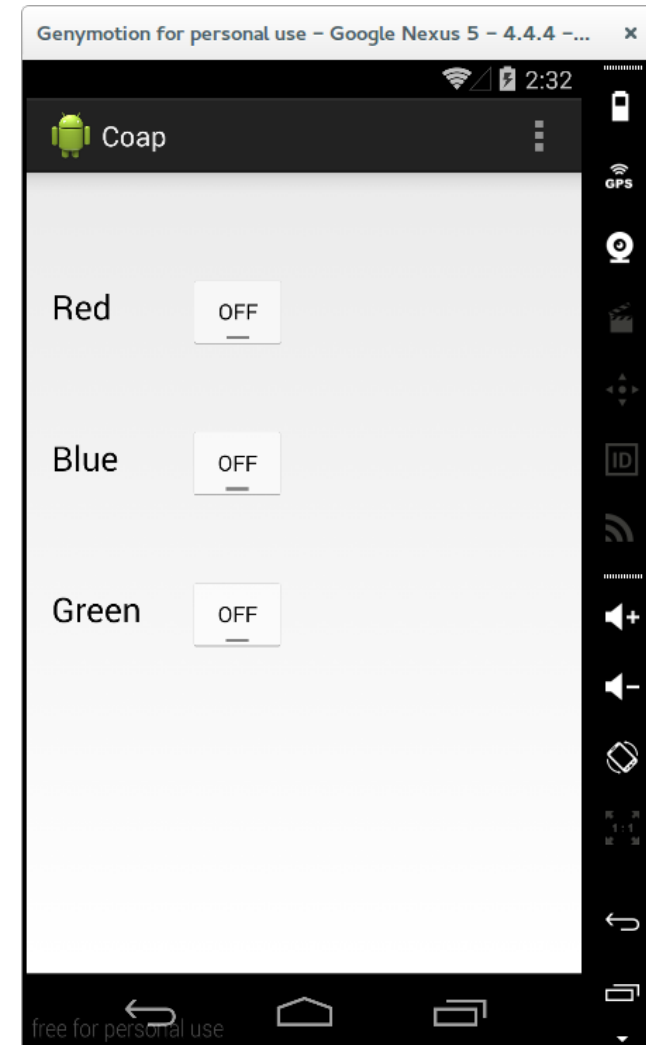 Genymotion for personal use – Google Nexus 5 – 4.4.4 –...
2:32
Coap
GPS
Red OFF
Blue OFF
ID
Green OFF
1:1
free for personal use